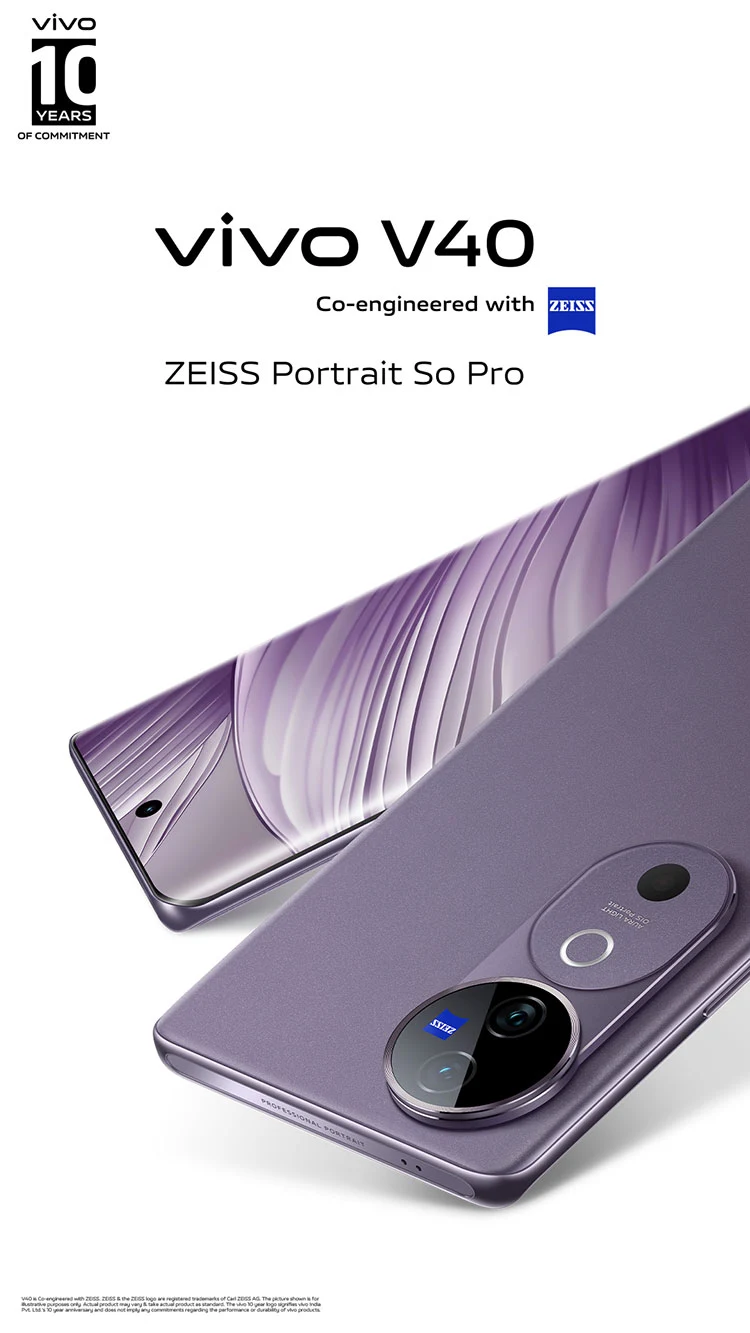 vivo
10
YEARS
OF COMMITMENT
vivo V40
Co-engineered with ZEISS
ZEISS Portrait So Pro
AURA LIGHT
OIS Portrait
ZEISS
PROFESSIONAL PORTRAIT
V40 is Co-engineered with ZEISS. ZEISS & the ZEISS logo are registered trademarks of Carl ZEISS AG. The picture shown is for
illustrative purposes only. Actual product may vary & take actual product as standard. The vivo 10 year logo signifies vivo India
Pvt. Ltd.'s 10 year anniversary and does not imply any commitments regarding the performance or durability of vivo products.